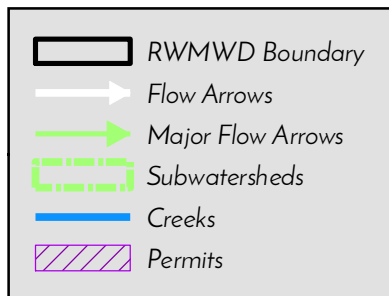 RWMWD Boundary
Flow Arrows
Major Flow Arrows
Subwatersheds
Creeks
Permits